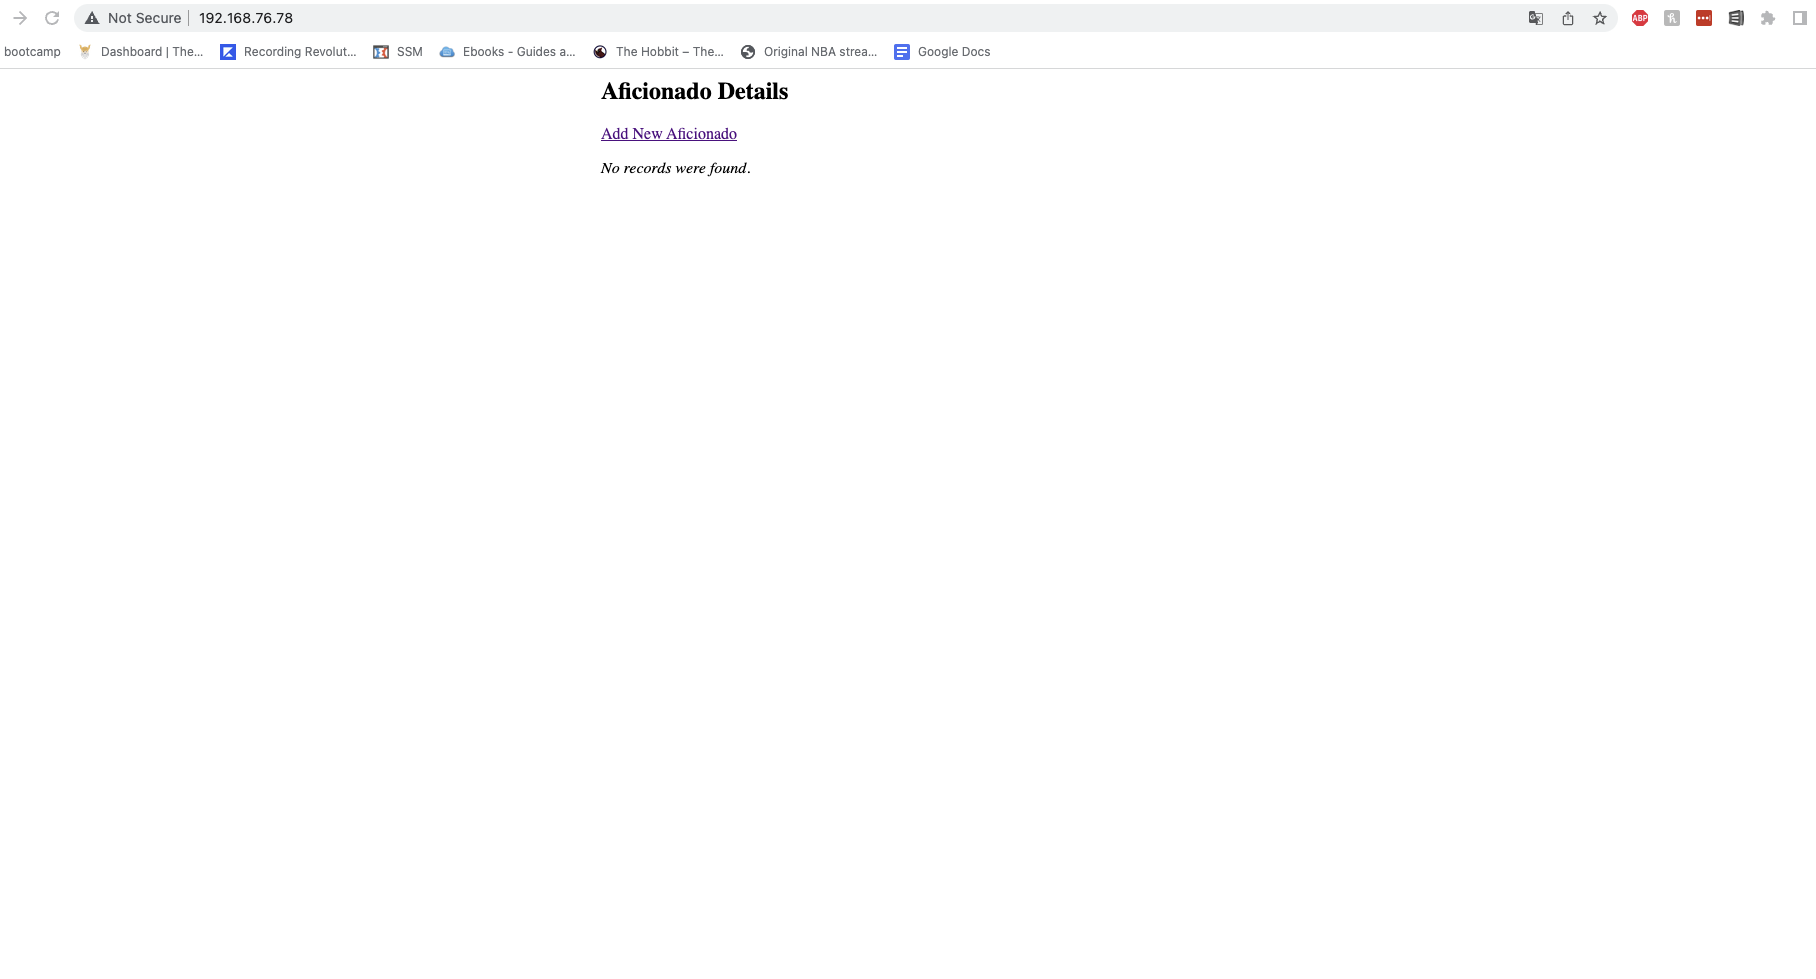 Not Secure 192.168.76.78
ABP
bootcamp Dashboard | The... Recording Revolut... SSM Ebooks - Guides a... The Hobbit – The... Original NBA strea... Google Docs
Aficionado Details
Add New Aficionado
No records were found.